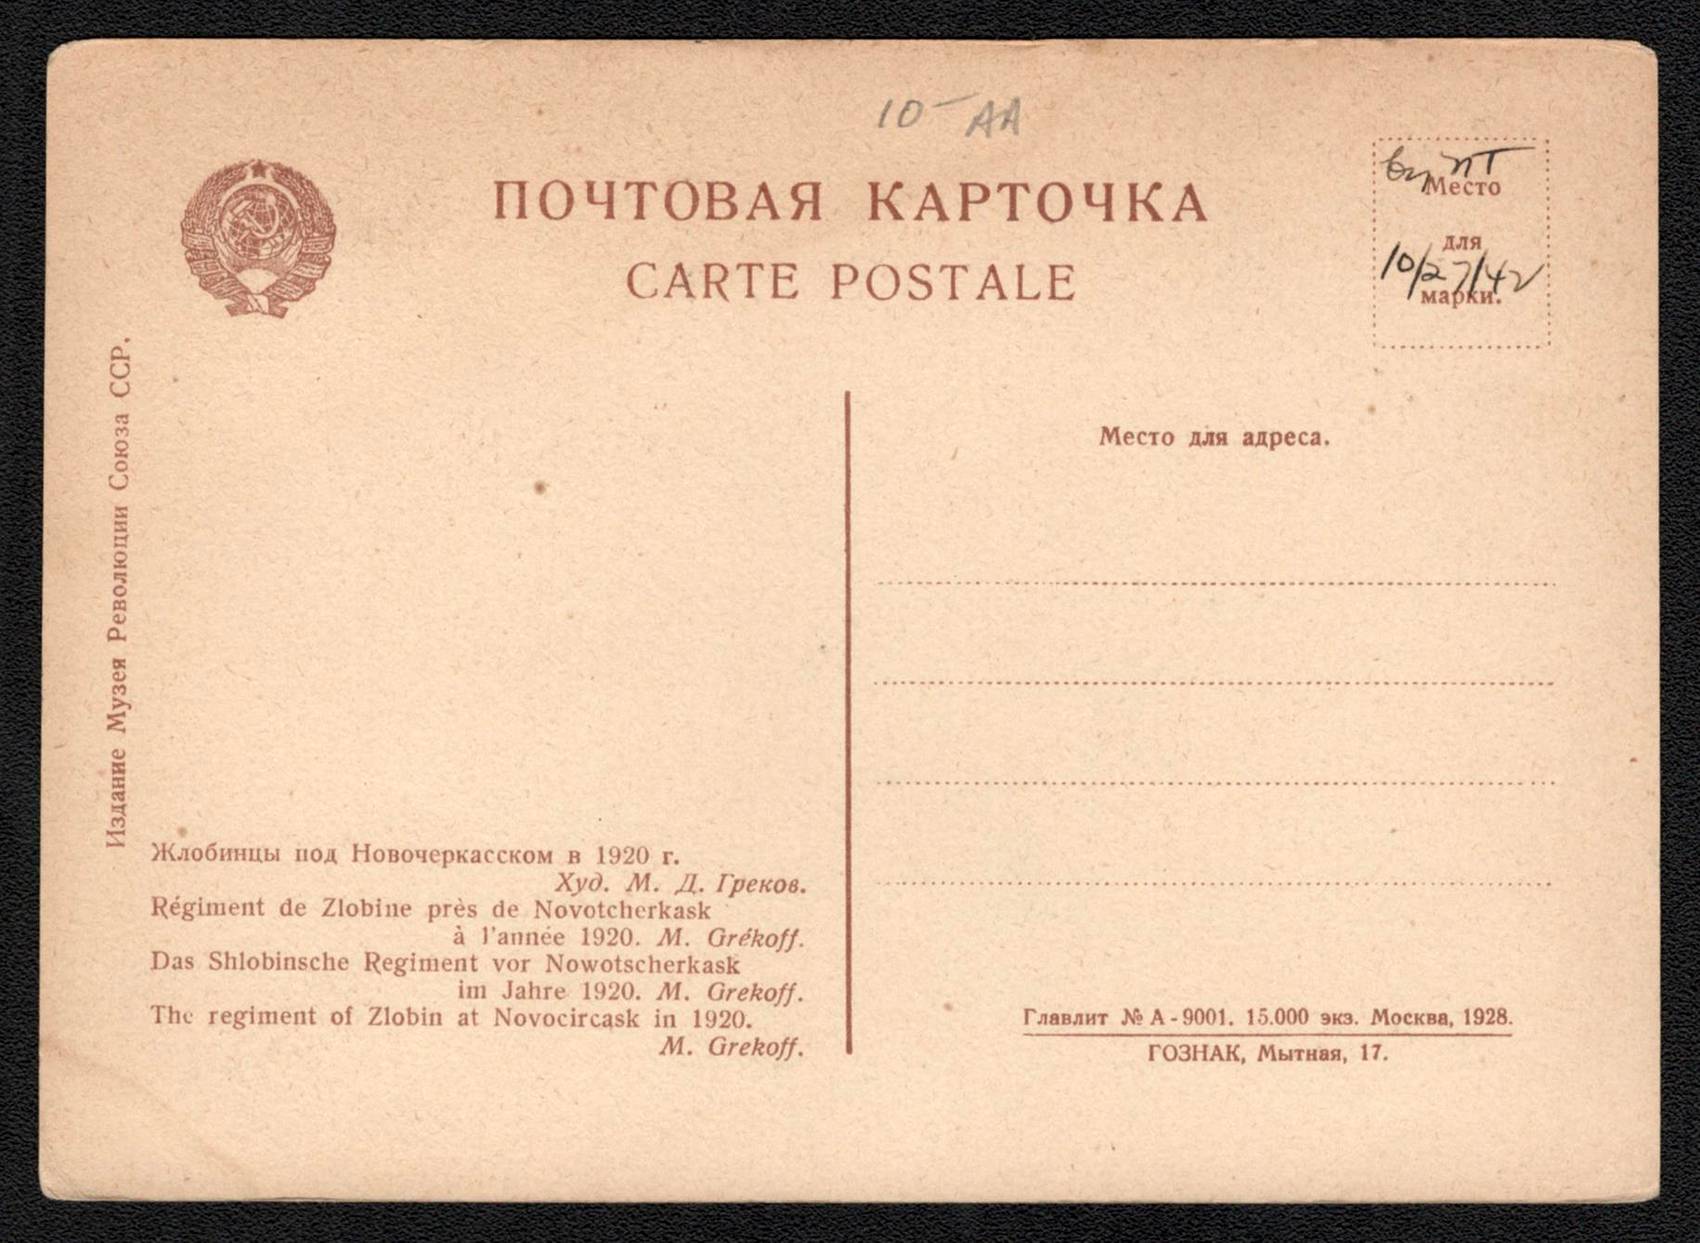 10- AA
ПОЧТОВАЯ КАРТОЧКА
CARTE POSTALE
Место
для
марки.
10/27/42
Издание Музея Революции Союза ССР.
Место для адреса.
Жлобинцы под Новочеркасском в 1920 г.
Худ. М. Д. Греков.
Régiment de Zlobine près de Novotcherkask
à l'année 1920. M. Grékoff.
Das Shlobinsche Regiment vor Nowotscherkask
im Jahre 1920. M. Grekoff.
The regiment of Zlobin at Novocircask in 1920.
M. Grekoff.
Главлит № А-9001. 15.000 экз. Москва, 1928.
ГОЗНАК, Мытная, 17.